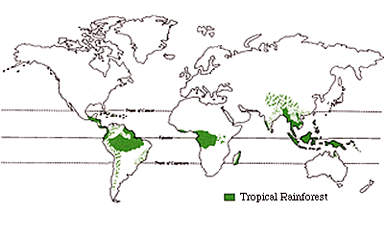 Tropic of Cancer
Equator
Tropic of Capricorn
Tropical Rainforest